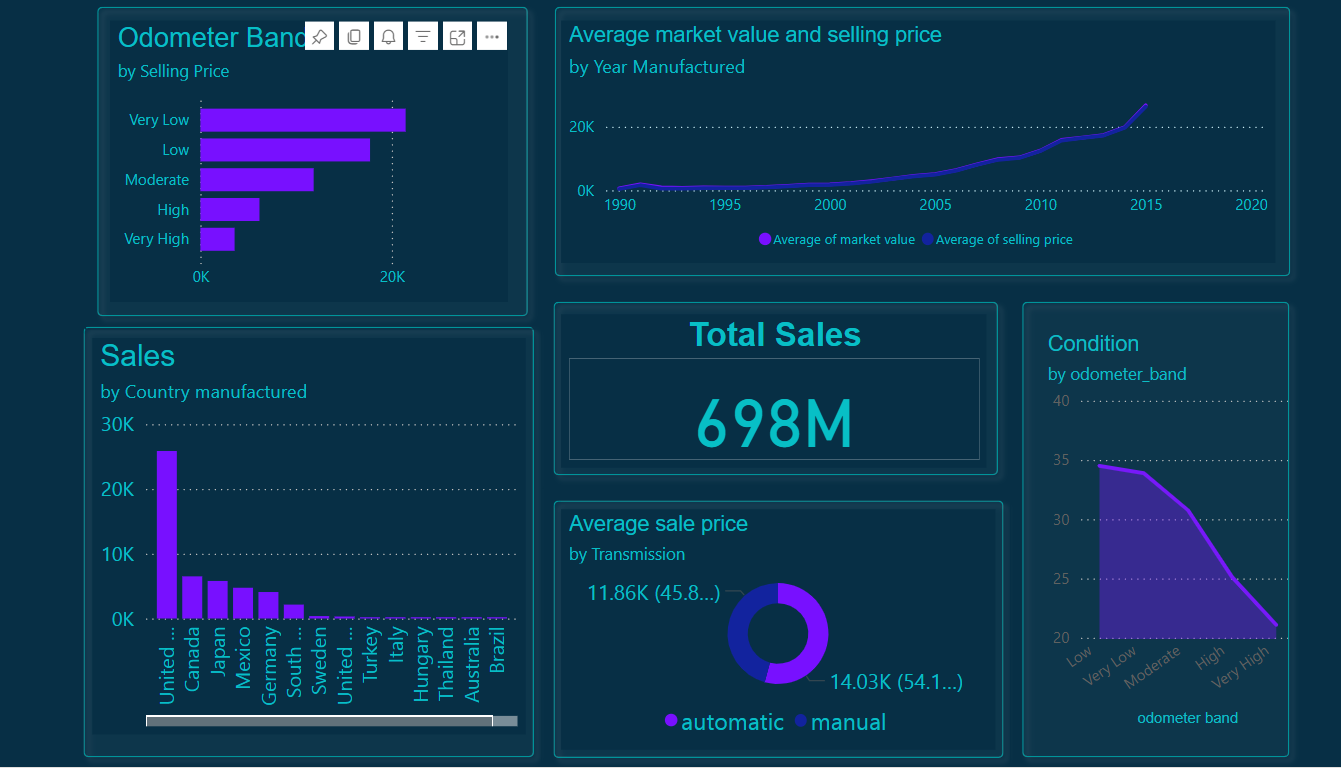 Odometer Band
by Selling Price
Very Low
Low
Moderate
High
Very High
0K
20K
Average market value and selling price
by Year Manufactured
20K
0K
1990
1995
2000
2005
2010
2015
2020
Average of market value
Average of selling price
Sales
by Country manufactured
30K
20K
10K
0K
United ...
Canada
Japan
Mexico
Germany
South ...
Sweden
United ...
Turkey
Italy
Hungary
Thailand
Australia
Brazil
Total Sales
698M
Average sale price
by Transmission
11.86K (45.8...)
14.03K (54.1...)
automatic
manual
Condition
by odometer_band
40
35
30
25
20
Low
Very Low
Moderate
High
Very High
odometer band